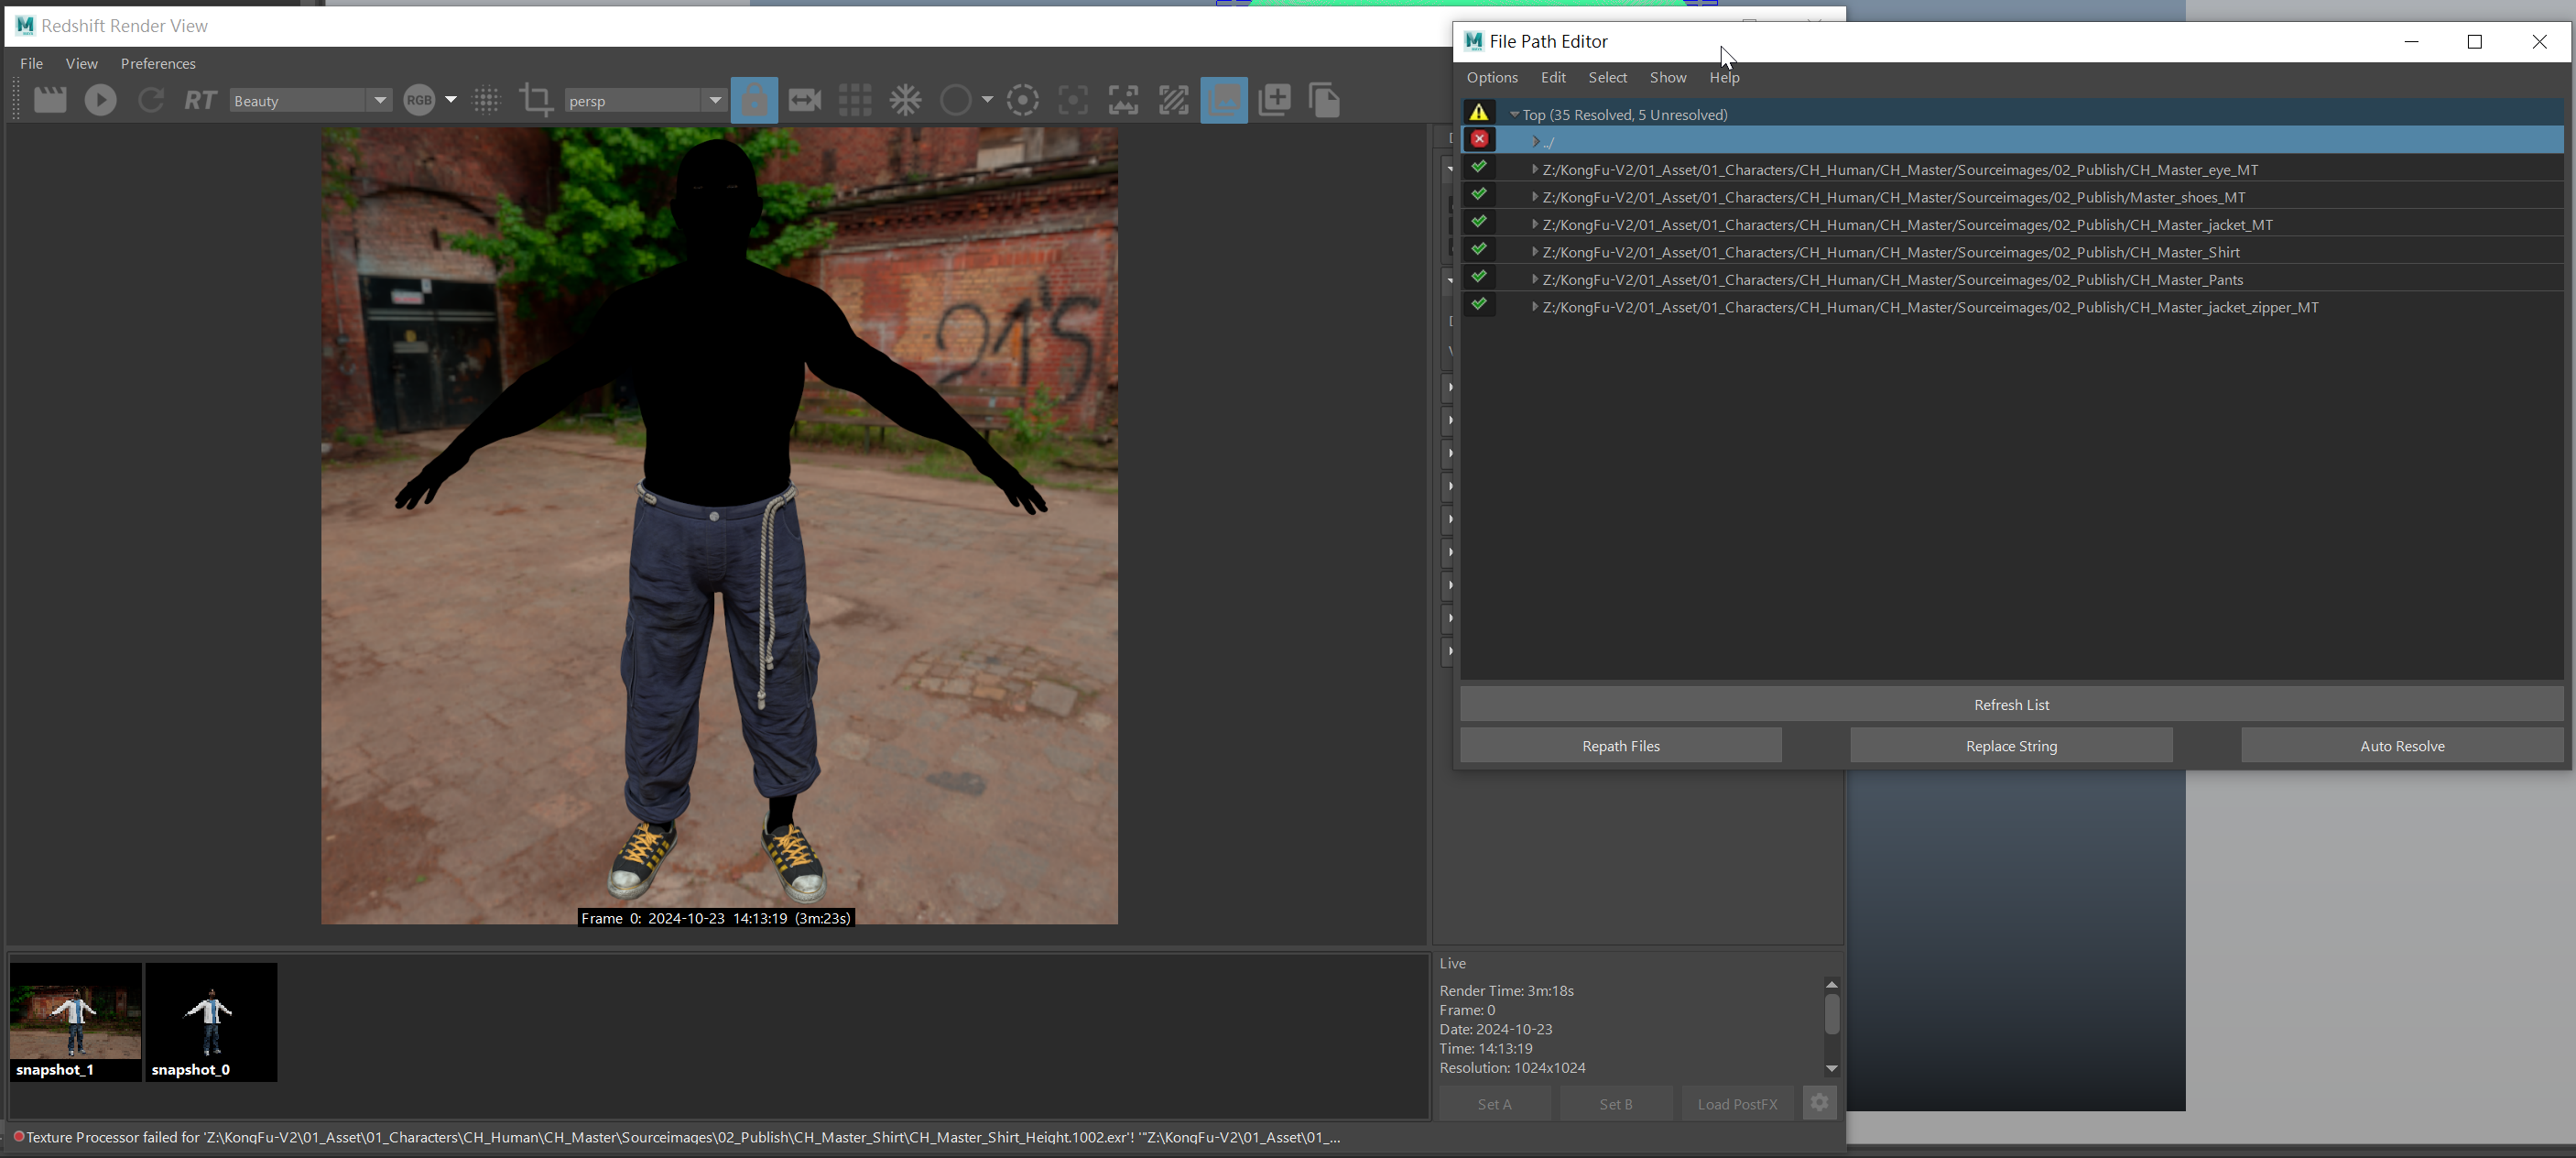 Redshift Render View
File View Preferences
RT Beauty RGB persp
21'S
Frame 0: 2024-10-23 14:13:19 (3m:23s)
snapshot_1 snapshot_0
Live
Render Time: 3m:18s
Frame: 0
Date: 2024-10-23
Time: 14:13:19
Resolution: 1024x1024
Set A Set B Load PostFX
Texture Processor failed for 'Z:\KongFu-V2\01_Asset\01_Characters\CH_Human\CH_Master\Sourceimages\02_Publish\CH_Master_Shirt\CH_Master_Shirt_Height.1002.exr'! '"Z:\KongFu-V2\01_Asset\01_...
File Path Editor
Options Edit Select Show Help
Top (35 Resolved, 5 Unresolved)
../
Z:/KongFu-V2/01_Asset/01_Characters/CH_Human/CH_Master/Sourceimages/02_Publish/CH_Master_eye_MT
Z:/KongFu-V2/01_Asset/01_Characters/CH_Human/CH_Master/Sourceimages/02_Publish/Master_shoes_MT
Z:/KongFu-V2/01_Asset/01_Characters/CH_Human/CH_Master/Sourceimages/02_Publish/CH_Master_jacket_MT
Z:/KongFu-V2/01_Asset/01_Characters/CH_Human/CH_Master/Sourceimages/02_Publish/CH_Master_Shirt
Z:/KongFu-V2/01_Asset/01_Characters/CH_Human/CH_Master/Sourceimages/02_Publish/CH_Master_Pants
Z:/KongFu-V2/01_Asset/01_Characters/CH_Human/CH_Master/Sourceimages/02_Publish/CH_Master_jacket_zipper_MT
Refresh List
Repath Files Replace String Auto Resolve